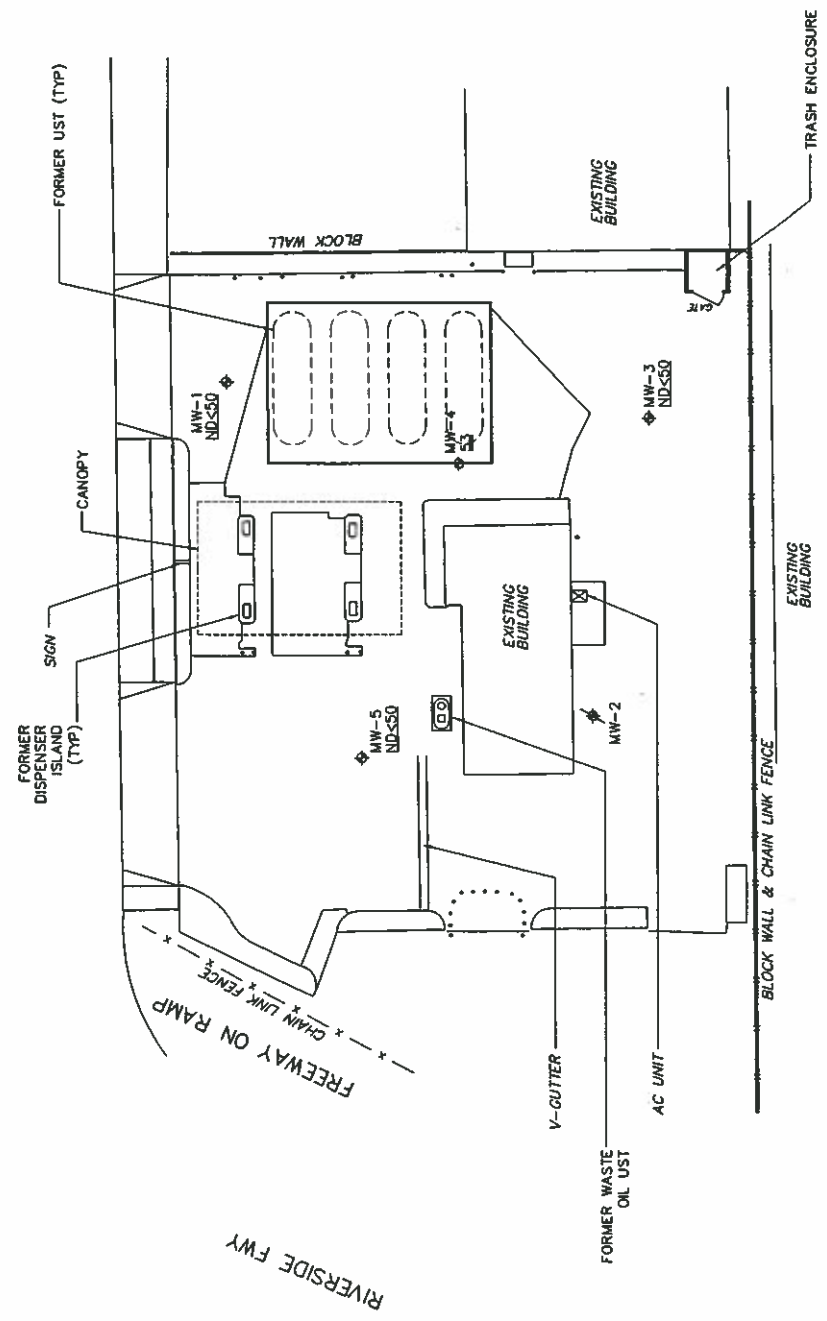 FORMER UST (TYP)
CANOPY
SIGN
FORMER
DISPENSER
ISLAND
(TYP)
TRASH ENCLOSURE
BLOCK WALL
EXISTING
BUILDING
GATE
MW-1
ND<50
MW-4
53
MW-3
ND<50
EXISTING
BUILDING
MW-5
ND<50
MW-2
EXISTING
BUILDING
BLOCK WALL & CHAIN LINK FENCE
CHAIN LINK FENCE
FREEWAY ON RAMP
RIVERSIDE FWY
V-GUTTER
FORMER WASTE
OIL UST
AC UNIT